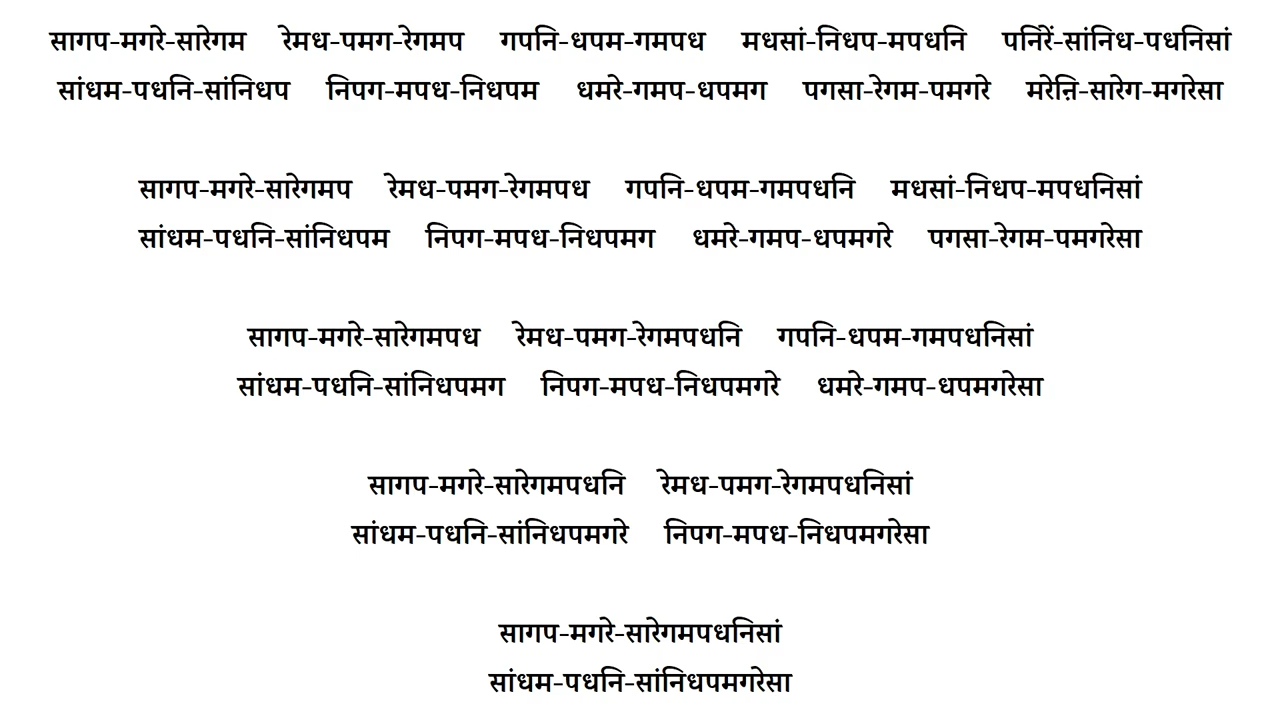 सागप-मगरे-सारेगम रेमध-पमग-रेगमप गपनि-धपम-गमपध मधसां-निधप-मपधनि पनिरें-सांनिध-पधनिसां
सांधम-पधनि-सांनिधप निपग-मपध-निधपम धमरे-गमप-धपमग पगसा-रेगम-पमगरे मरेऩि-सारेग-मगरेसा
सागप-मगरे-सारेगमप रेमध-पमग-रेगमपध गपनि-धपम-गमपधनि मधसां-निधप-मपधनिसां
सांधम-पधनि-सांनिधपम निपग-मपध-निधपमग धमरे-गमप-धपमगरे पगसा-रेगम-पमगरेसा
सागप-मगरे-सारेगमपध रेमध-पमग-रेगमपधनि गपनि-धपम-गमपधनिसां
सांधम-पधनि-सांनिधपमग निपग-मपध-निधपमगरे धमरे-गमप-धपमगरेसा
सागप-मगरे-सारेगमपधनि रेमध-पमग-रेगमपधनिसां
सांधम-पधनि-सांनिधपमगरे निपग-मपध-निधपमगरेसा
सागप-मगरे-सारेगमपधनिसां
सांधम-पधनि-सांनिधपमगरेसा